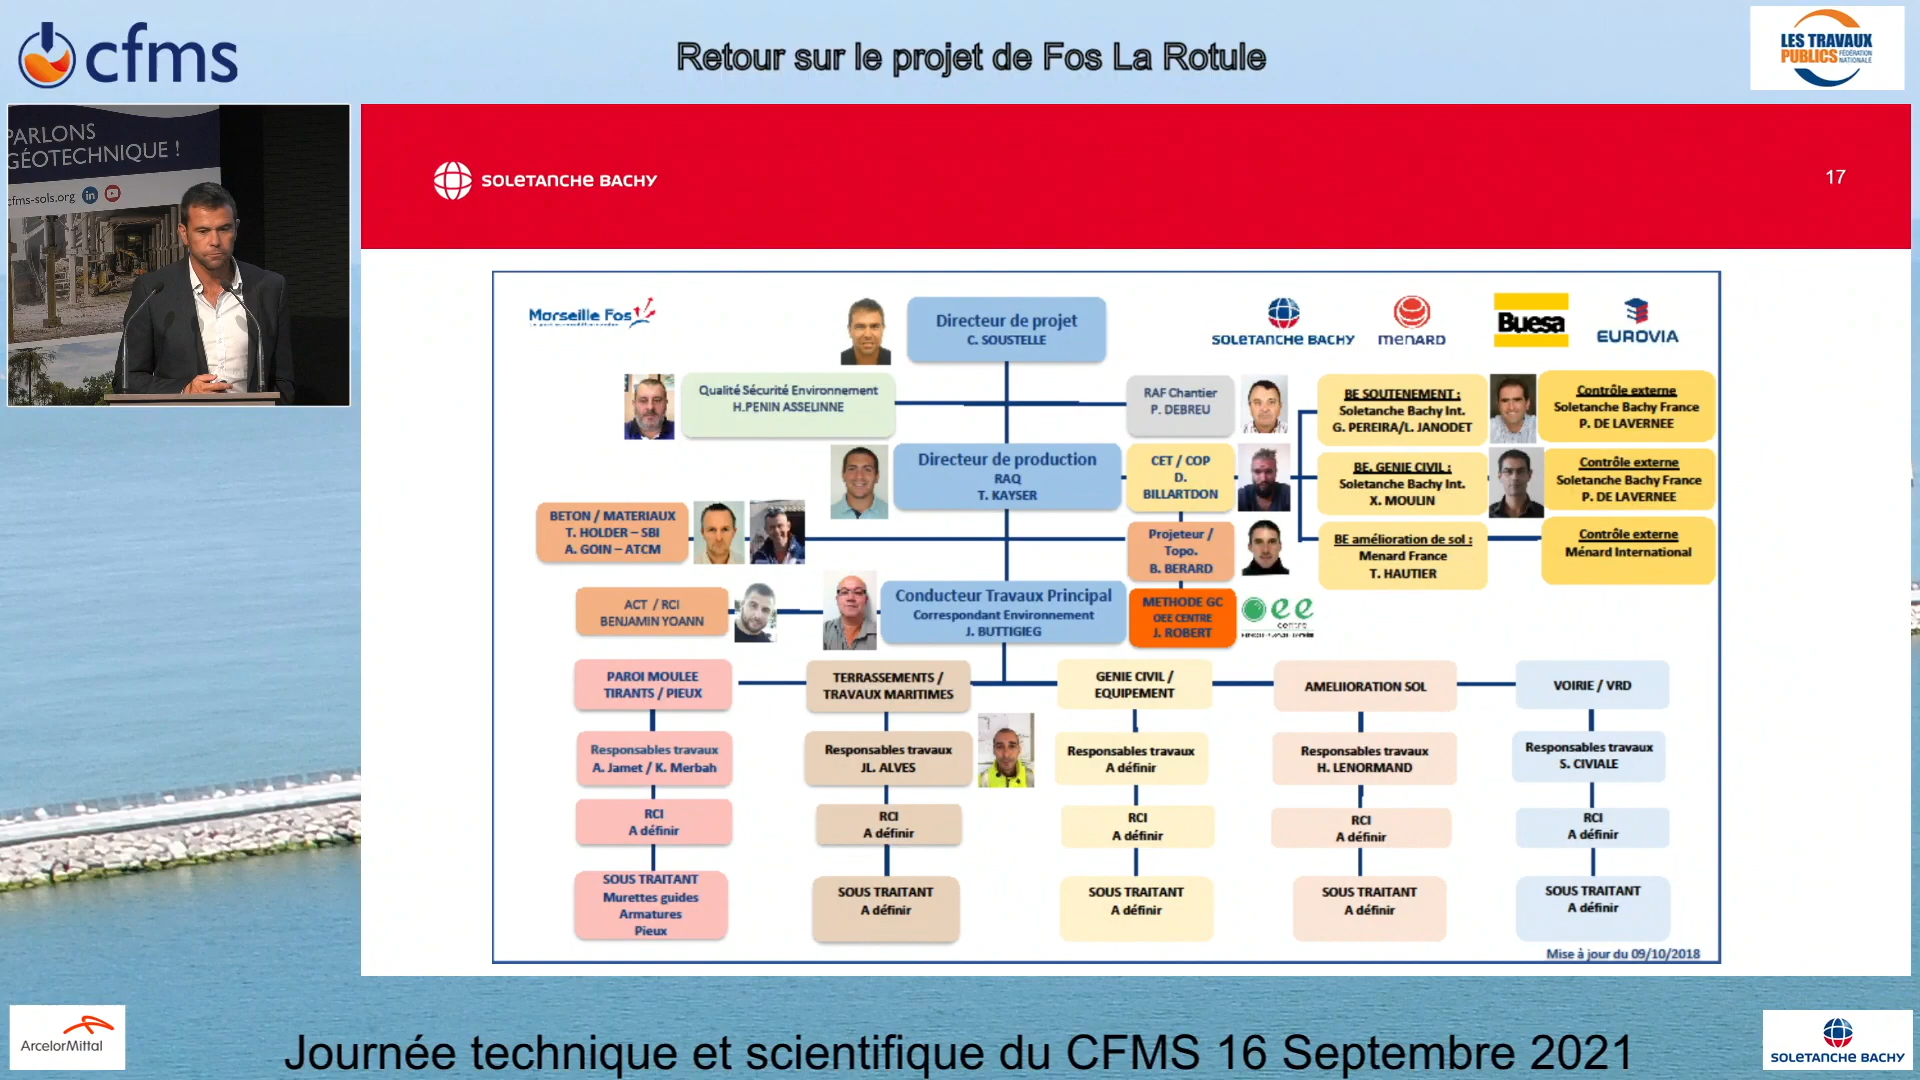 cfms
Retour sur le projet de Fos La Rotule
LES TRAVAUX
PUBLICS
FÉDÉRATION
NATIONALE
PARLONS
GÉOTECHNIQUE !
cfms-sols.org
SOLETANCHE BACHY
17
Marseille Fos
Directeur de projet
C. SOUSTELLE
SOLETANCHE BACHY
MENARD
Buesa
EUROVIA
Qualité Sécurité Environnement
H.PENIN ASSELINNE
RAF Chantier
P. DEBREU
BE SOUTENEMENT :
Soletanche Bachy Int.
G. PEREIRA/L. JANODET
Contrôle externe
Soletanche Bachy France
P. DE LAVERNEE
Directeur de production
RAQ
T. KAYSER
CET / COP
D.
BILLARTDON
BE. GENIE CIVIL :
Soletanche Bachy Int.
X. MOULIN
Contrôle externe
Soletanche Bachy France
P. DE LAVERNEE
BETON / MATERIAUX
T. HOLDER – SBI
A. GOIN – ATCM
Projeteur /
Topo.
B. BERARD
BE amélioration de sol :
Menard France
T. HAUTIER
Contrôle externe
Ménard International
ACT / RCI
BENJAMIN YOANN
Conducteur Travaux Principal
Correspondant Environnement
J. BUTTIGIEG
METHODE GC
OEE CENTRE
J. ROBERT
oee
centre
PAROI MOULEE
TIRANTS / PIEUX
TERRASSEMENTS /
TRAVAUX MARITIMES
GENIE CIVIL /
EQUIPEMENT
AMELIIORATION SOL
VOIRIE / VRD
Responsables travaux
A. Jamet / K. Merbah
Responsables travaux
JL. ALVES
Responsables travaux
A définir
Responsables travaux
H. LENORMAND
Responsables travaux
S. CIVIALE
RCI
A définir
RCI
A définir
RCI
A définir
RCI
A définir
RCI
A définir
SOUS TRAITANT
Murettes guides
Armatures
Pieux
SOUS TRAITANT
A définir
SOUS TRAITANT
A définir
SOUS TRAITANT
A définir
SOUS TRAITANT
A définir
Mise à jour du 09/10/2018
ArcelorMittal
Journée technique et scientifique du CFMS 16 Septembre 2021
SOLETANCHE BACHY